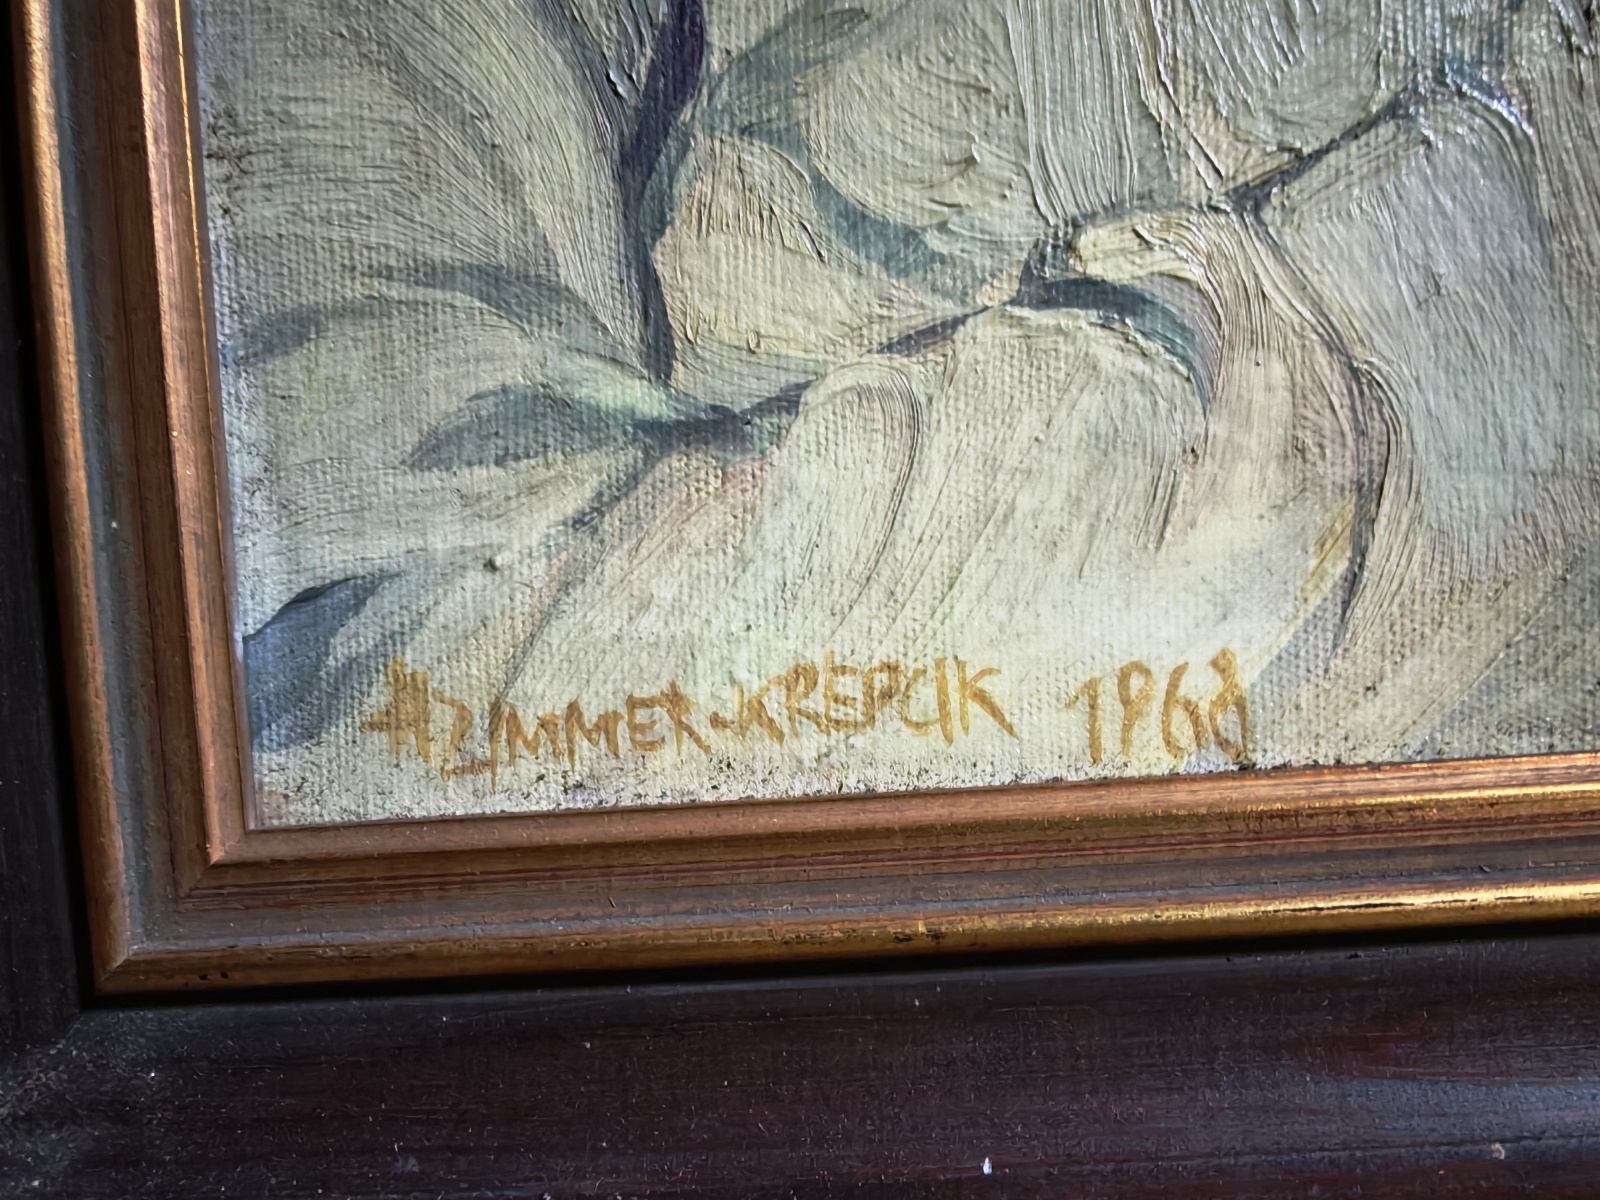 H ZIMMER-KREPCIK 1968